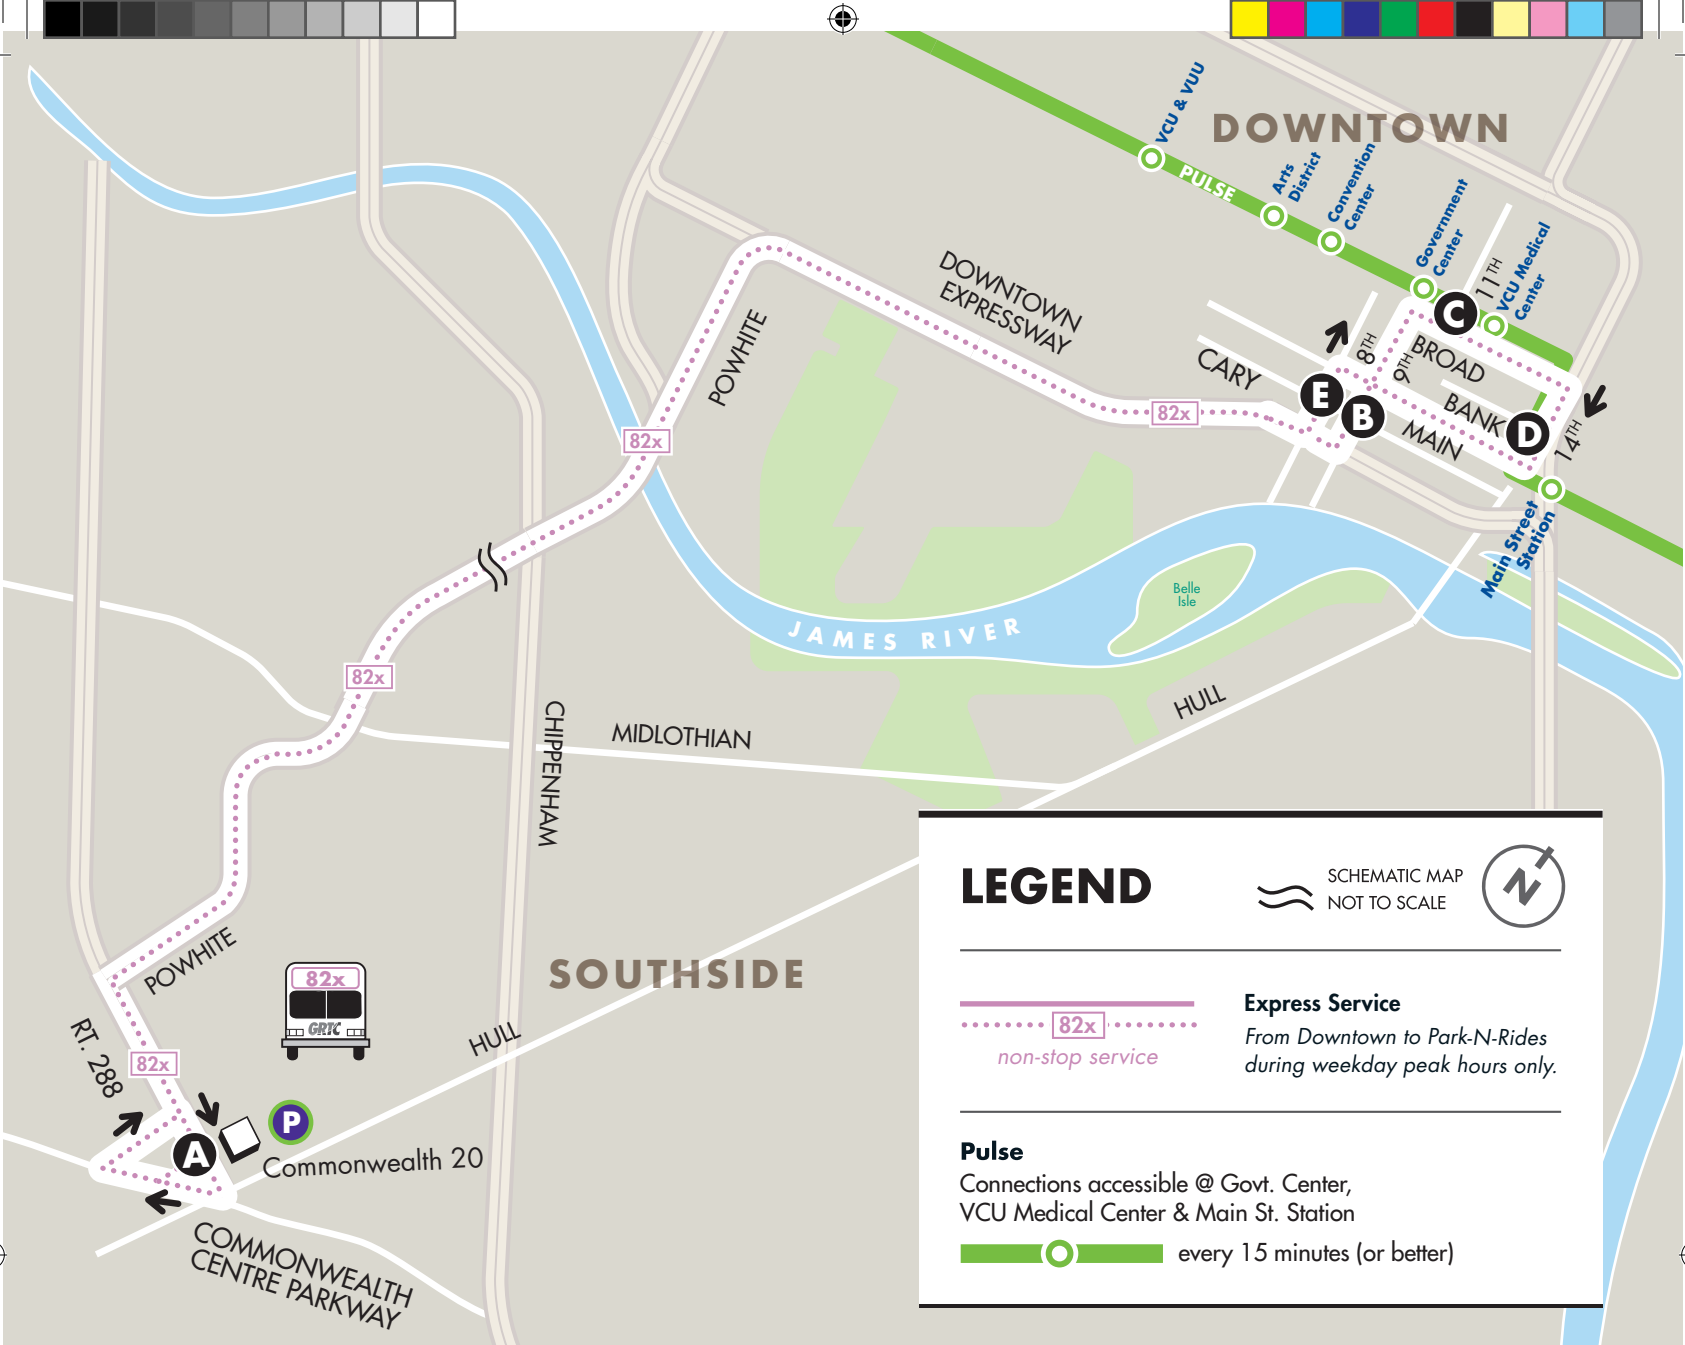 DOWNTOWN
VCU & VUU
PULSE
Arts
District
Convention
Center
Government
Center
11TH
VCU Medical
Center
C
DOWNTOWN
EXPRESSWAY
POWHITE
CARY
8TH
9TH
BROAD
BANK
MAIN
E
B
D
14TH
82x
82x
Main Street
Station
Belle
Isle
JAMES RIVER
82x
HULL
CHIPPENHAM
MIDLOTHIAN
POWHITE
82x
GRTC
SOUTHSIDE
HULL
RT. 288
82x
P
A
Commonwealth 20
COMMONWEALTH
CENTRE PARKWAY
LEGEND
SCHEMATIC MAP
NOT TO SCALE
N
82x
non-stop service
Express Service
From Downtown to Park-N-Rides
during weekday peak hours only.
Pulse
Connections accessible @ Govt. Center,
VCU Medical Center & Main St. Station
every 15 minutes (or better)